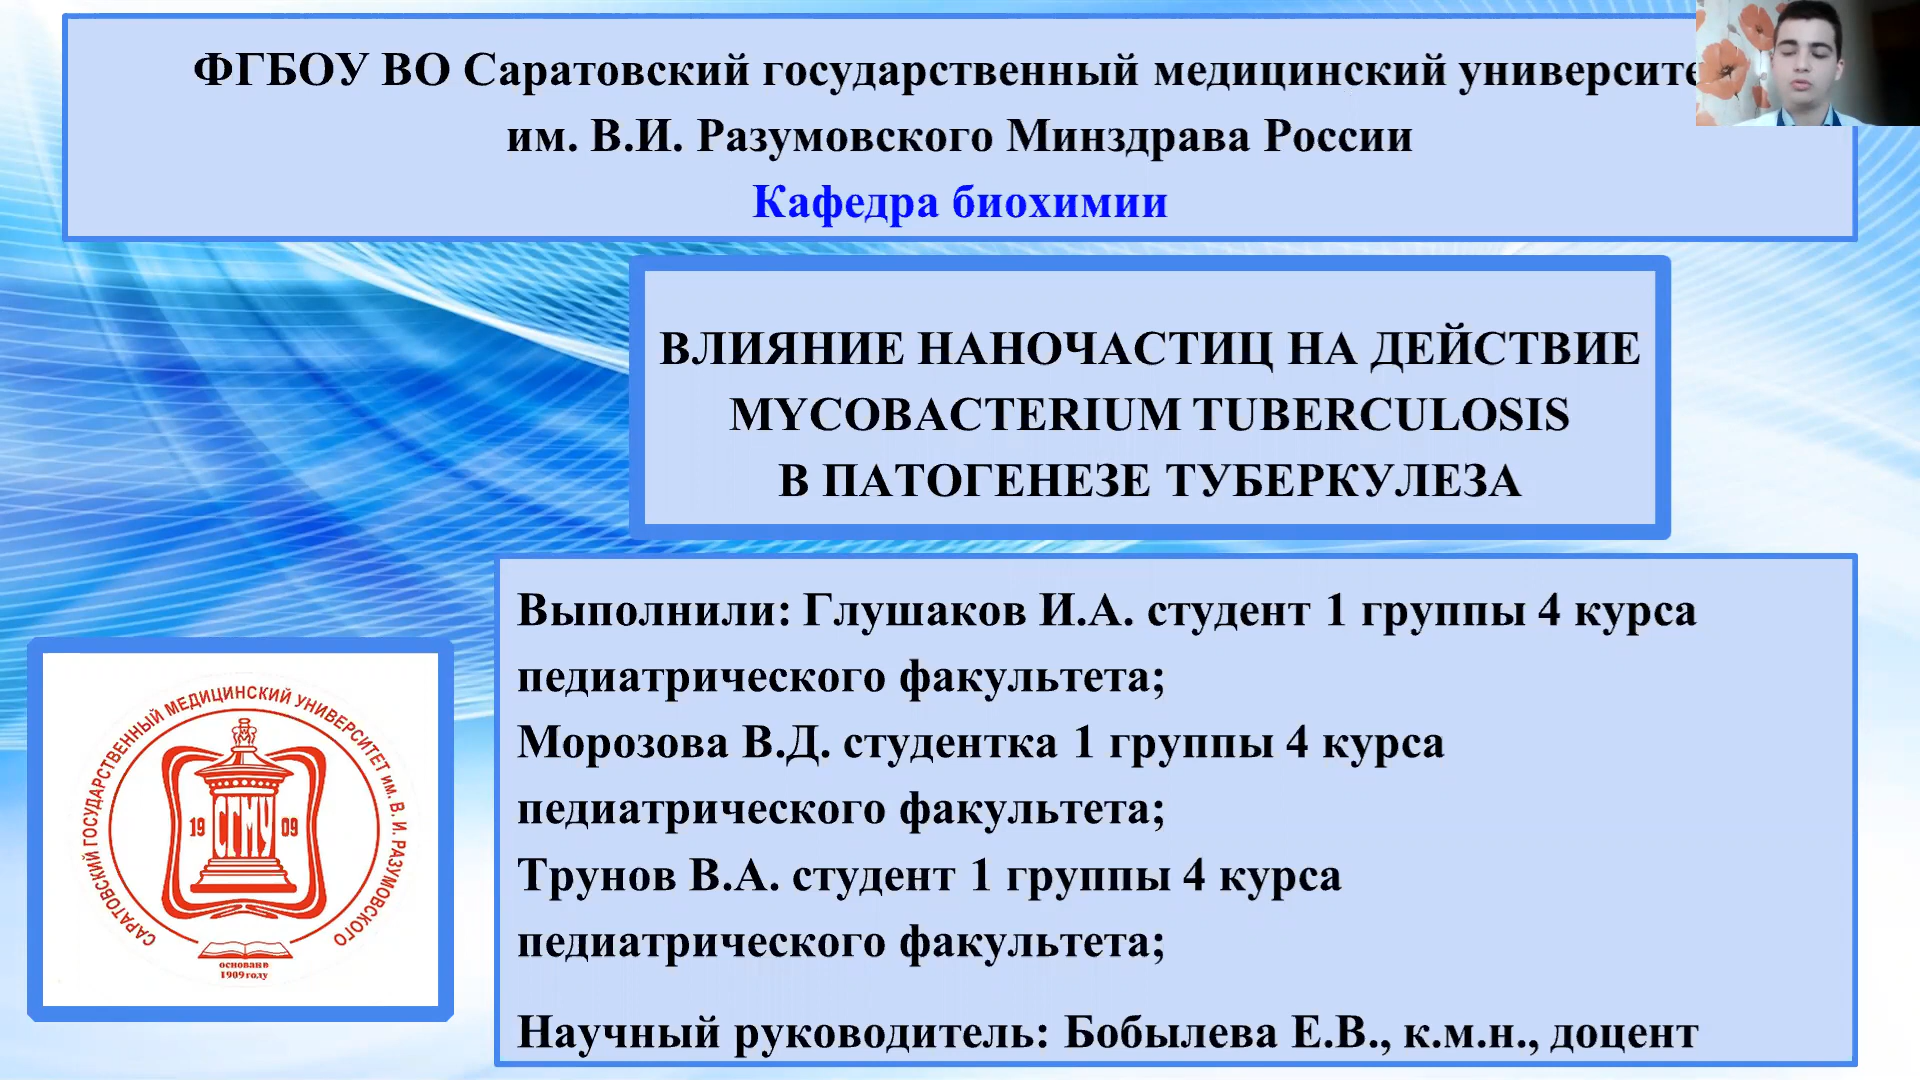 ФГБОУ ВО Саратовский государственный медицинский
им. В.И. Разумовского Минздрава России
Кафедра биохимии
ВЛИЯНИЕ НАНОЧАСТИЦ НА ДЕЙСТВИЕ
MYCOBACTERIUM TUBERCULOSIS
В ПАТОГЕНЕЗЕ ТУБЕРКУЛЕЗА
Выполнили: Глушаков И.А. студент 1 группы 4 курса
педиатрического факультета;
Морозова В.Д. студентка 1 группы 4 курса
педиатрического факультета;
Трунов В.А. студент 1 группы 4 курса
педиатрического факультета;
Научный руководитель: Бобылева Е.В., к.м.н., доцент
САРАТОВСКИЙ ГОСУДАРСТВЕННЫЙ МЕДИЦИНСКИЙ УНИВЕРСИТЕТ им. В. И. РАЗУМОВСКОГО
19 СГМУ 09
основан в
1909 году